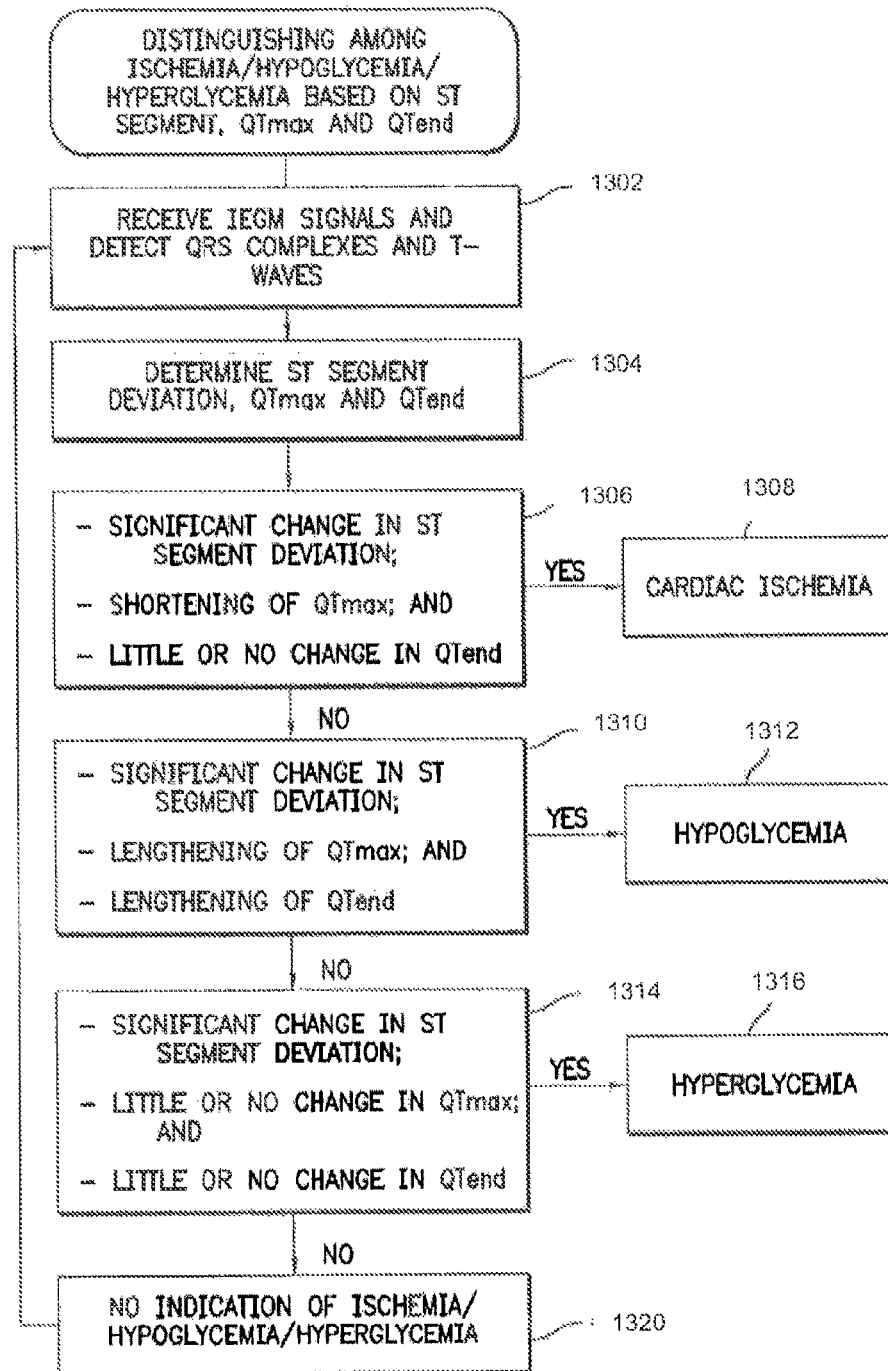 DISTINGUISHING AMONG
ISCHEMIA/HYPOGLYCEMIA/
HYPERGLYCEMIA BASED ON ST
SEGMENT, QTmax AND QTend
1302
RECEIVE IEGM SIGNALS AND
DETECT QRS COMPLEXES AND T-
WAVES
1304
DETERMINE ST SEGMENT
DEVIATION, QTmax AND QTend
1306
– SIGNIFICANT CHANGE IN ST
SEGMENT DEVIATION;
– SHORTENING OF QTmax; AND
– LITTLE OR NO CHANGE IN QTend
YES
1308
CARDIAC ISCHEMIA
NO
1310
– SIGNIFICANT CHANGE IN ST
SEGMENT DEVIATION;
– LENGTHENING OF QTmax; AND
– LENGTHENING OF QTend
YES
1312
HYPOGLYCEMIA
NO
1314
– SIGNIFICANT CHANGE IN ST
SEGMENT DEVIATION;
– LITTLE OR NO CHANGE IN QTmax;
AND
– LITTLE OR NO CHANGE IN QTend
YES
1316
HYPERGLYCEMIA
NO
NO INDICATION OF ISCHEMIA/
HYPOGLYCEMIA/HYPERGLYCEMIA
1320